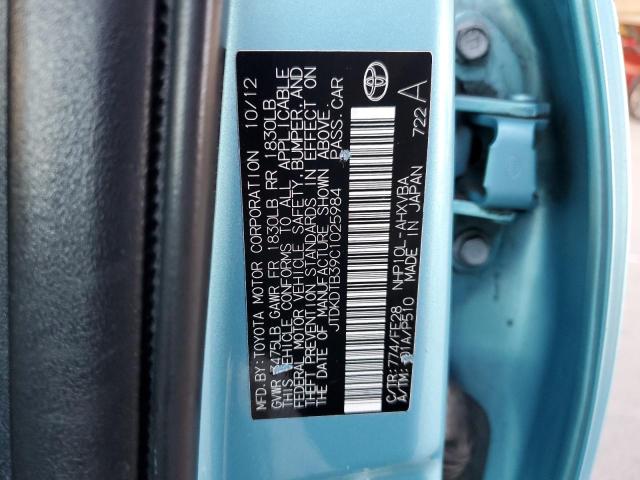 MFD.BY:TOYOTA MOTOR CORPORATION 10/12
GVWR 3475LB GAWR FR 1830LB RR 1830LB
THIS VEHICLE CONFORMS TO ALL APPLICABLE
FEDERAL MOTOR VEHICLE SAFETY,BUMPER,AND
THEFT PREVENTION STANDARDS IN EFFECT ON
THE DATE OF MANUFACTURE SHOWN ABOVE.
JTDKDTB39C1025984 PASS.CAR
C/TR:774/FE28 NHP10L-AHXVBA 722 A
A/TM: /P510 MADE IN JAPAN